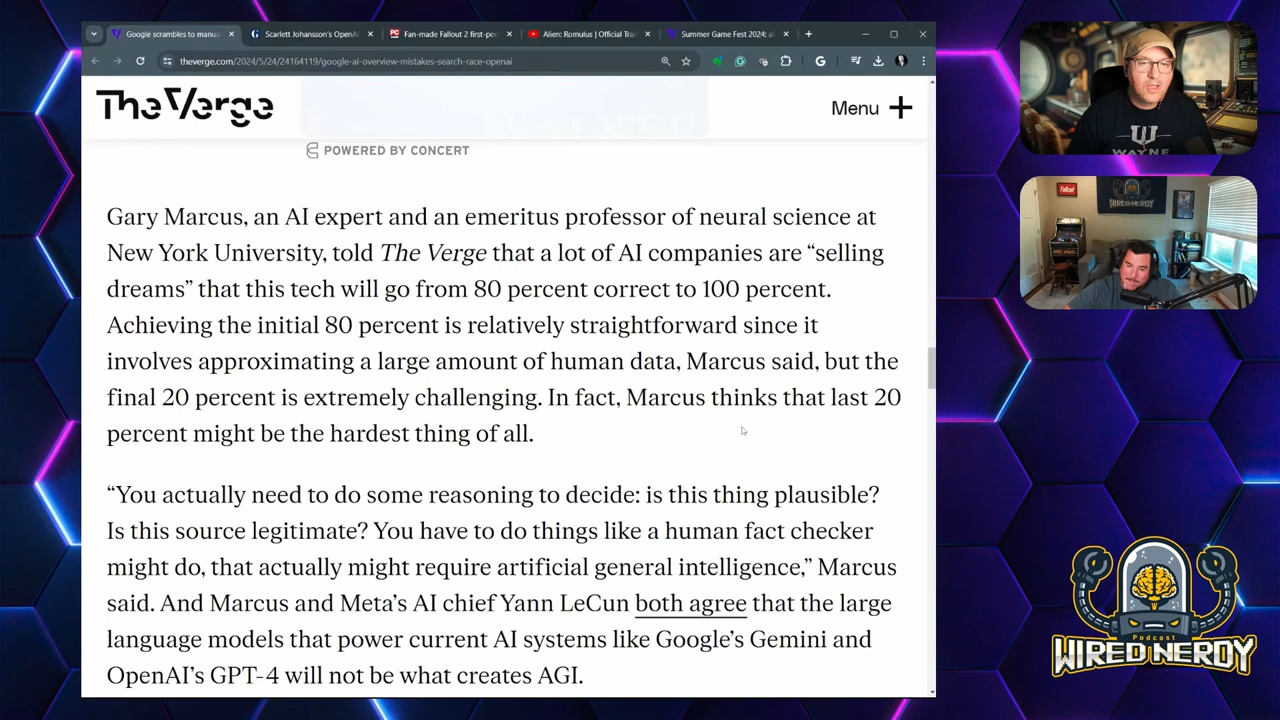 Google scrambles to manua
Scarlett Johansson's OpenA
Fan-made Fallout 2 first-per
Alien: Romulus | Official Trai
Summer Game Fest 2024: a
theverge.com/2024/5/24/24164119/google-ai-overview-mistakes-search-race-openai
The Verge
Menu
POWERED BY CONCERT
Gary Marcus, an AI expert and an emeritus professor of neural science at
New York University, told The Verge that a lot of AI companies are “selling
dreams” that this tech will go from 80 percent correct to 100 percent.
Achieving the initial 80 percent is relatively straightforward since it
involves approximating a large amount of human data, Marcus said, but the
final 20 percent is extremely challenging. In fact, Marcus thinks that last 20
percent might be the hardest thing of all.
“You actually need to do some reasoning to decide: is this thing plausible?
Is this source legitimate? You have to do things like a human fact checker
might do, that actually might require artificial general intelligence,” Marcus
said. And Marcus and Meta’s AI chief Yann LeCun both agree that the large
language models that power current AI systems like Google’s Gemini and
OpenAI’s GPT-4 will not be what creates AGI.
WAYNE
Fallout
WIRED NERDY
Podcast
WIRED NERDY